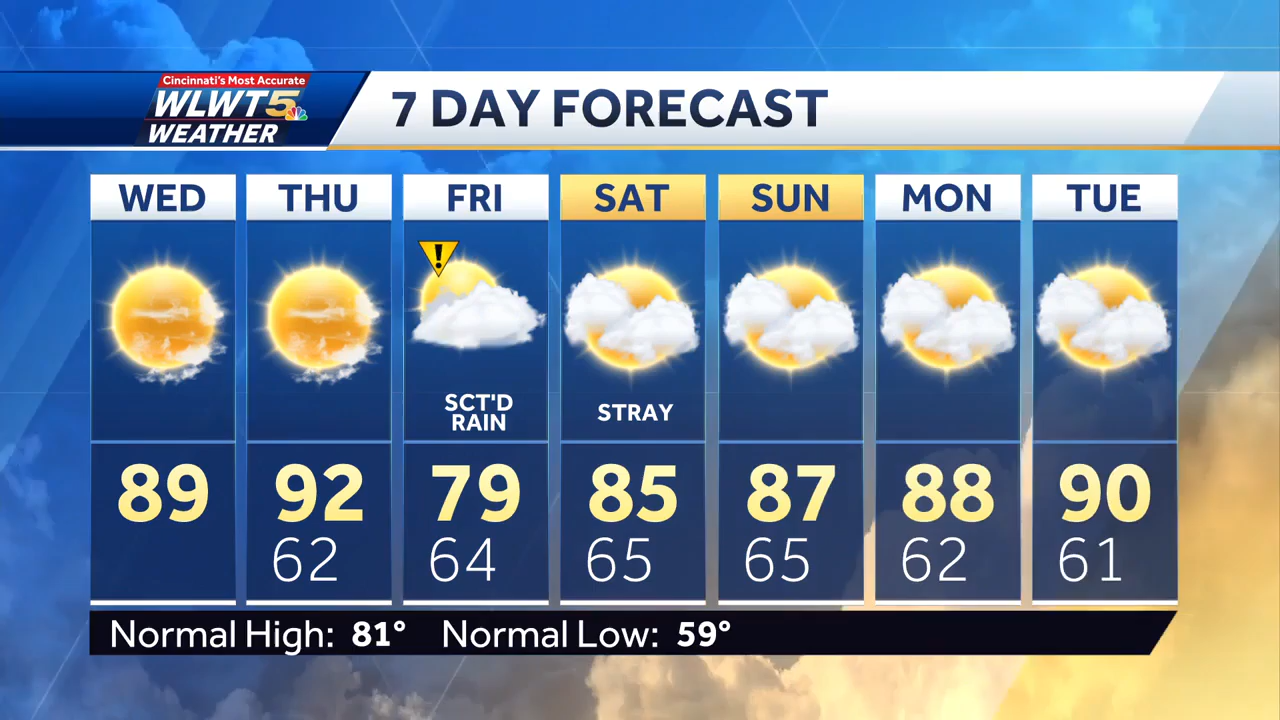 Cincinnati's Most Accurate
WLWT5
WEATHER
7 DAY FORECAST
WED THU FRI SAT SUN MON TUE
!
SCT'D
RAIN
STRAY
89 92 79 85 87 88 90
62 64 65 65 62 61
Normal High: 81° Normal Low: 59°